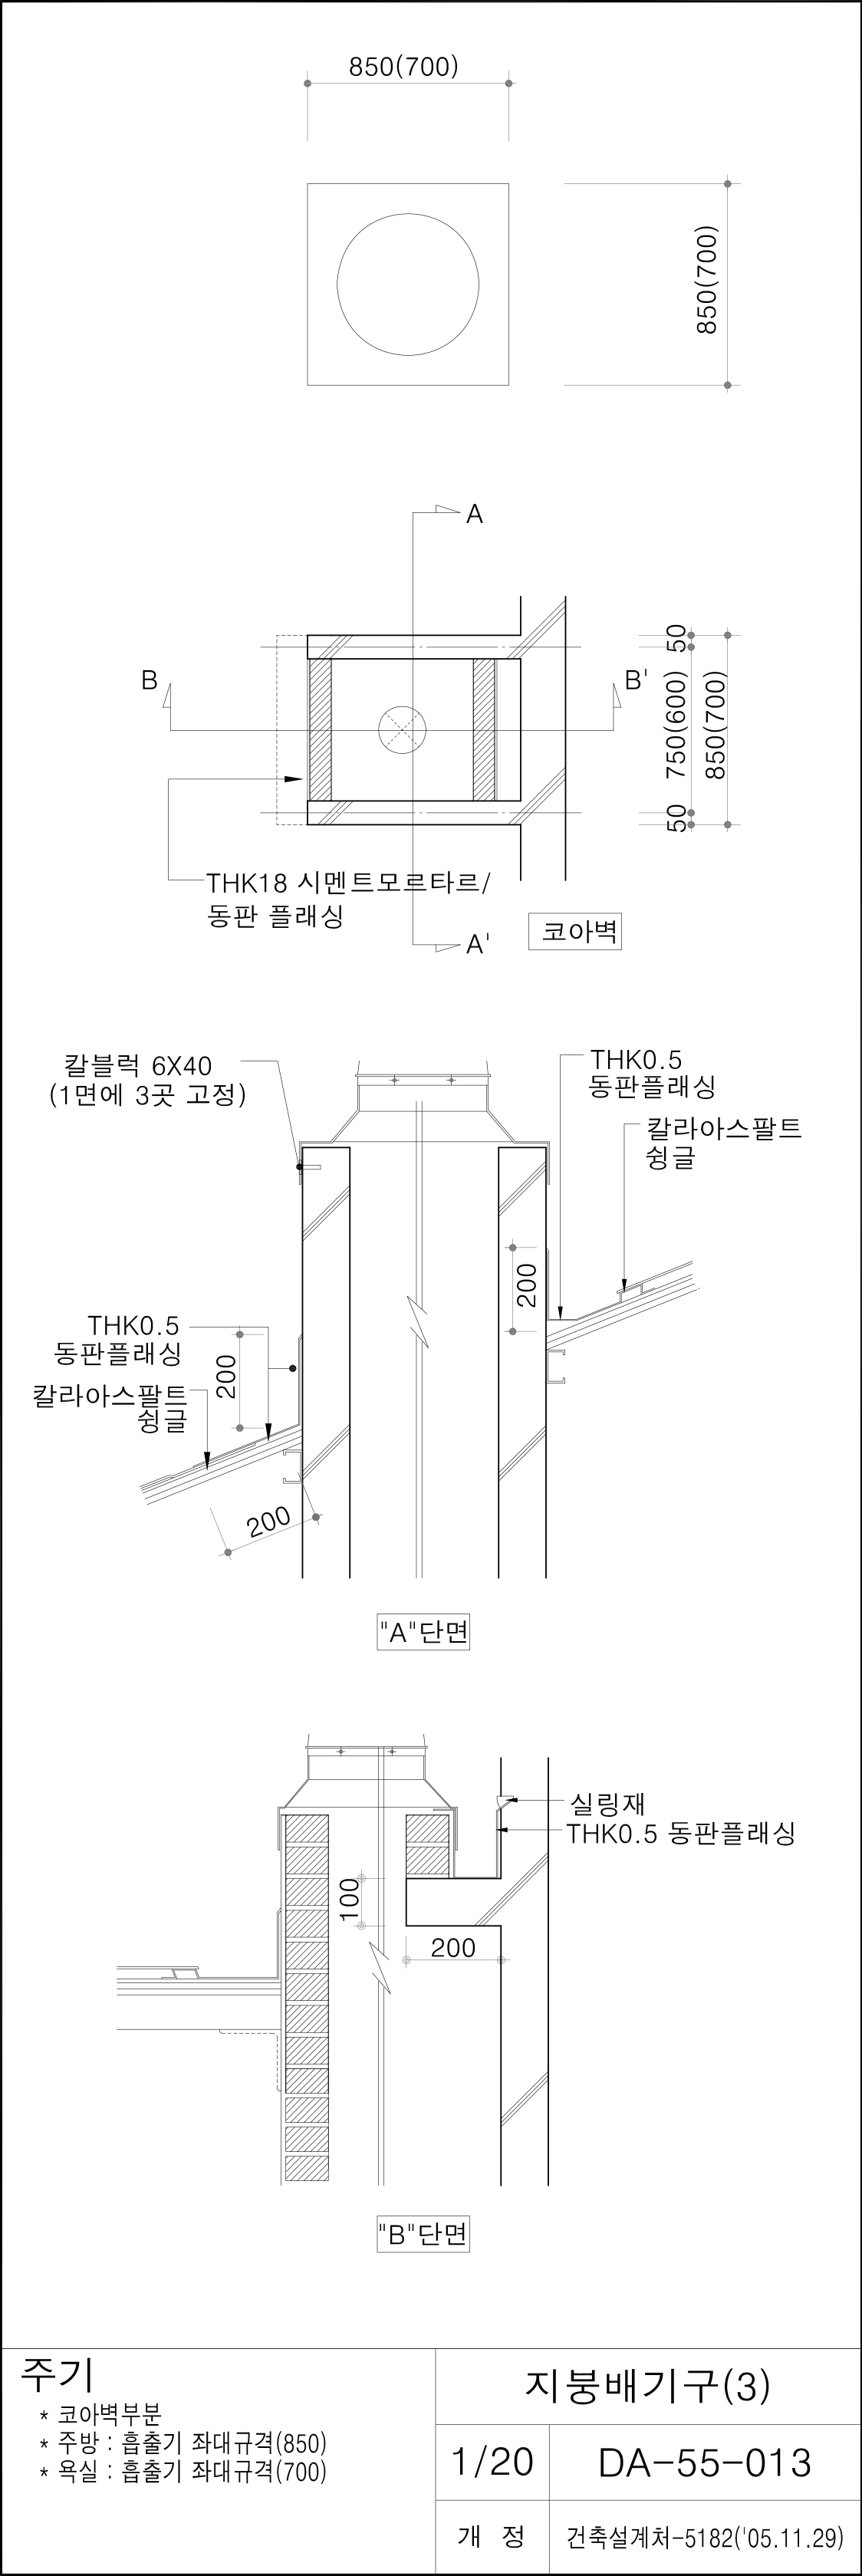 850(700)
850(700)
A
B
B'
50
750(600)
850(700)
50
THK18 시멘트모르타르/
동판 플래싱
A'
코아벽
칼블럭 6X40
(1면에 3곳 고정)
THK0.5
동판플래싱
칼라아스팔트
슁글
200
THK0.5
동판플래싱
200
칼라아스팔트
슁글
200
"A"단면
실링재
THK0.5 동판플래싱
100
200
"B"단면
주기
* 코아벽부분
* 주방 : 흡출기 좌대규격(850)
* 욕실 : 흡출기 좌대규격(700)
지붕배기구(3)
1/20
DA-55-013
개 정
건축설계처-5182('05.11.29)